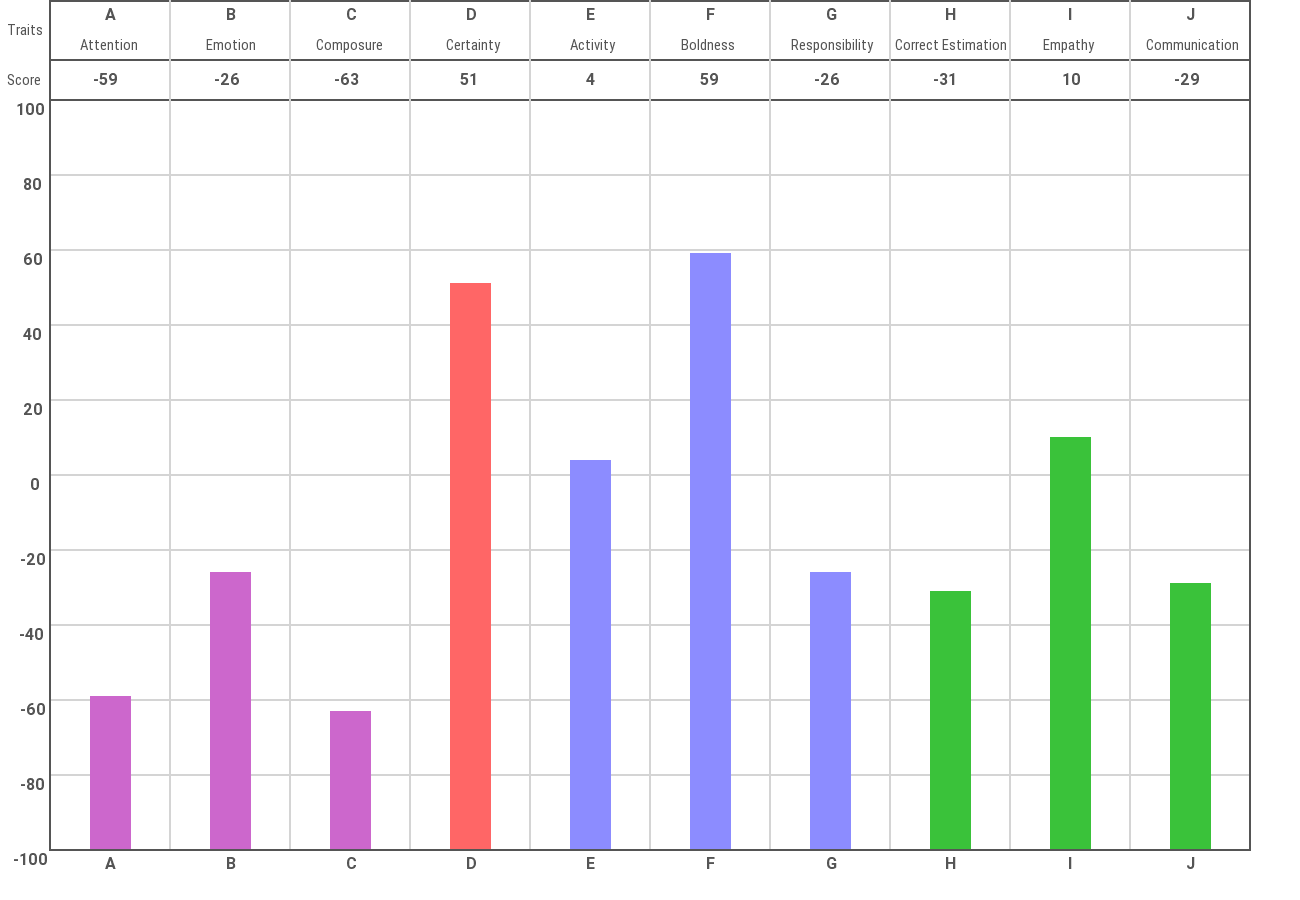 A B C D E F G H I J
Traits
Attention Emotion Composure Certainty Activity Boldness Responsibility Correct Estimation Empathy Communication
Score -59 -26 -63 51 4 59 -26 -31 10 -29
100
80
60
40
20
0
-20
-40
-60
-80
-100
A B C D E F G H I J